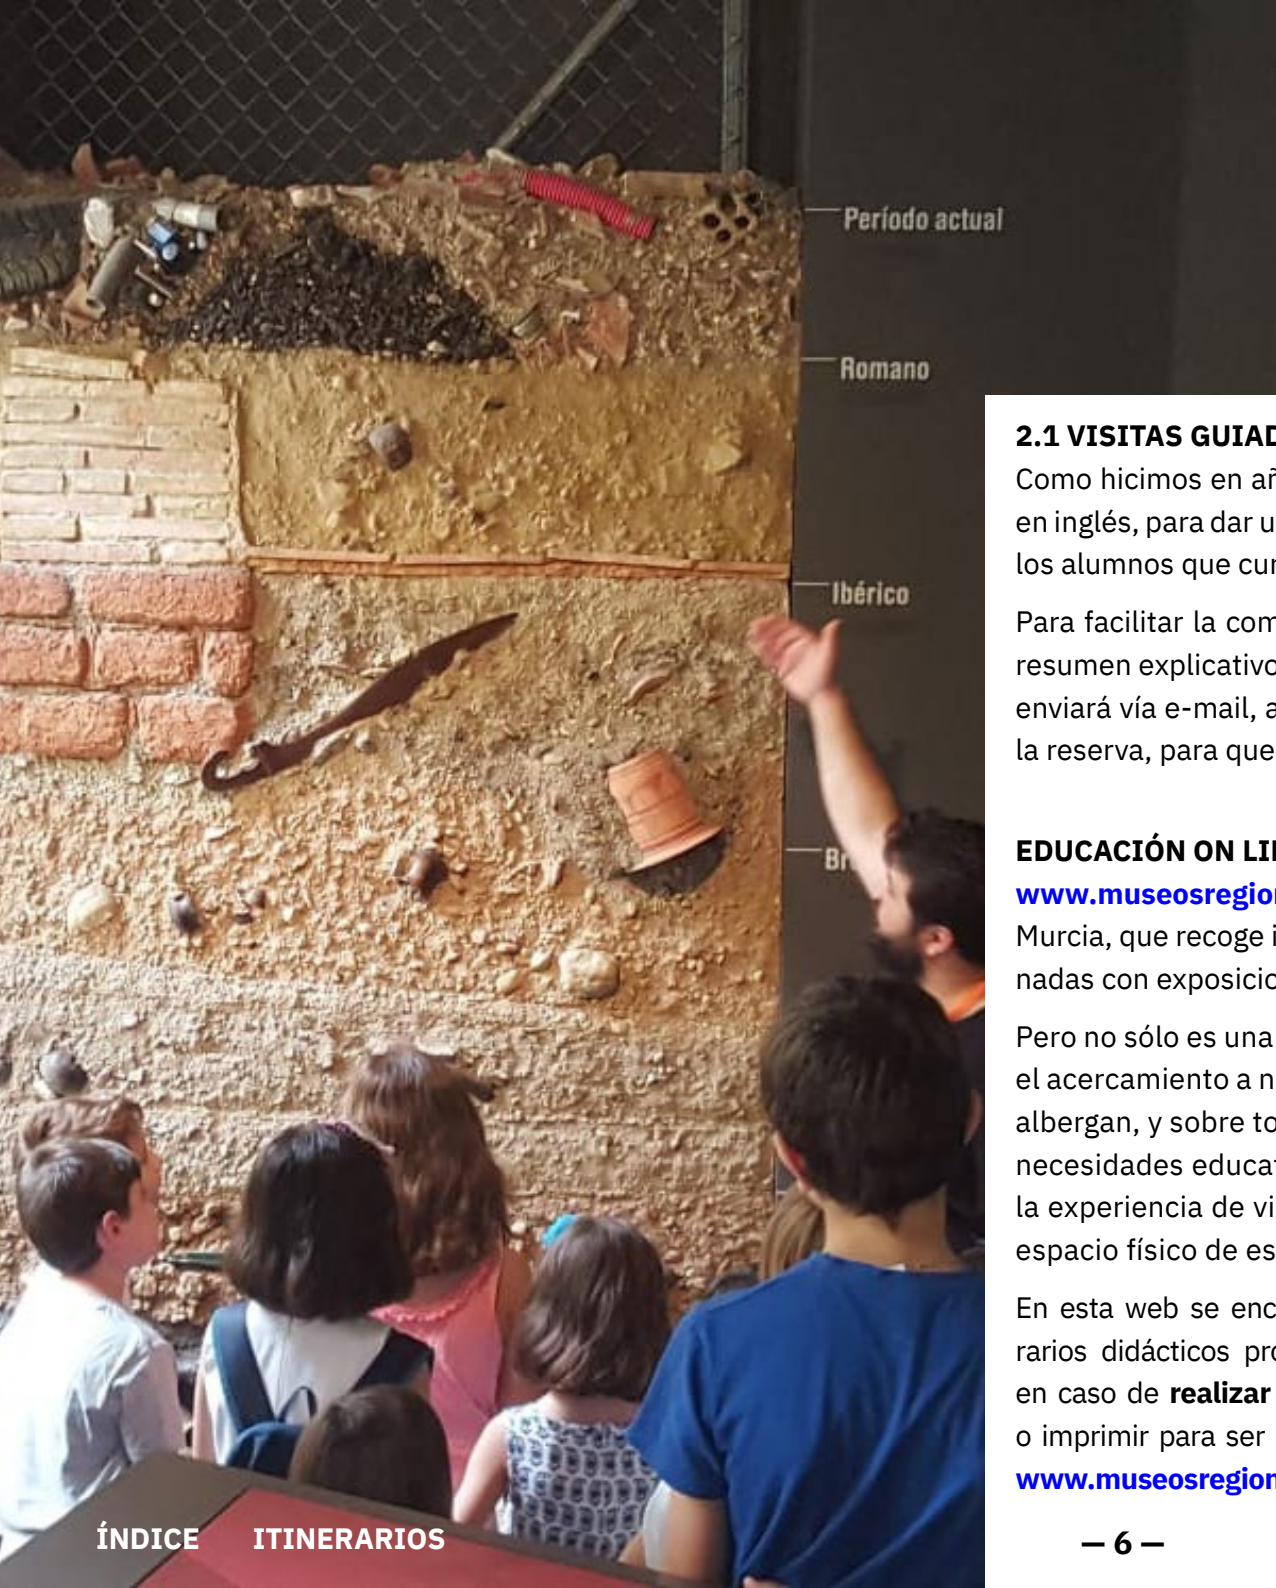 Período actual
Romano
Ibérico
2.1 VISITAS GUIAD
Como hicimos en añ
en inglés, para dar u
los alumnos que cur
Para facilitar la com
resumen explicativo
enviará vía e-mail, a
la reserva, para que
EDUCACIÓN ON LI
www.museosregio
Murcia, que recoge i
nadas con exposicio
Pero no sólo es una
el acercamiento a n
albergan, y sobre to
necesidades educa
la experiencia de vi
espacio físico de es
En esta web se enc
rarios didácticos pro
en caso de realizar
o imprimir para ser
www.museosregion
ÍNDICE ITINERARIOS
— 6 —